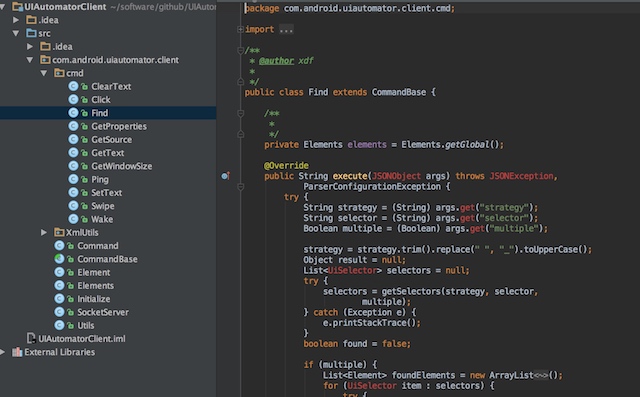 UIAutomatorClient ~/software/github/UIAutom
.idea
src
.idea
com.android.uiautomator.client
cmd
ClearText
Click
Find
GetProperties
GetSource
GetText
GetWindowSize
Ping
SetText
Swipe
Wake
XmlUtils
Command
CommandBase
Element
Elements
Initialize
SocketServer
Utils
UIAutomatorClient.iml
External Libraries
package com.android.uiautomator.client.cmd;
import ...
/**
* @author xdf
*
*/
public class Find extends CommandBase {
/**
*
*/
private Elements elements = Elements.getGlobal();
@Override
public String execute(JSONObject args) throws JSONException,
ParserConfigurationException {
try {
String strategy = (String) args.get("strategy");
String selector = (String) args.get("selector");
Boolean multiple = (Boolean) args.get("multiple");
strategy = strategy.trim().replace(" ", "_").toUpperCase();
Object result = null;
List<UiSelector> selectors = null;
try {
selectors = getSelectors(strategy, selector,
multiple);
} catch (Exception e) {
e.printStackTrace();
}
boolean found = false;
if (multiple) {
List<Element> foundElements = new ArrayList<~>();
for (UiSelector item : selectors) {
try {